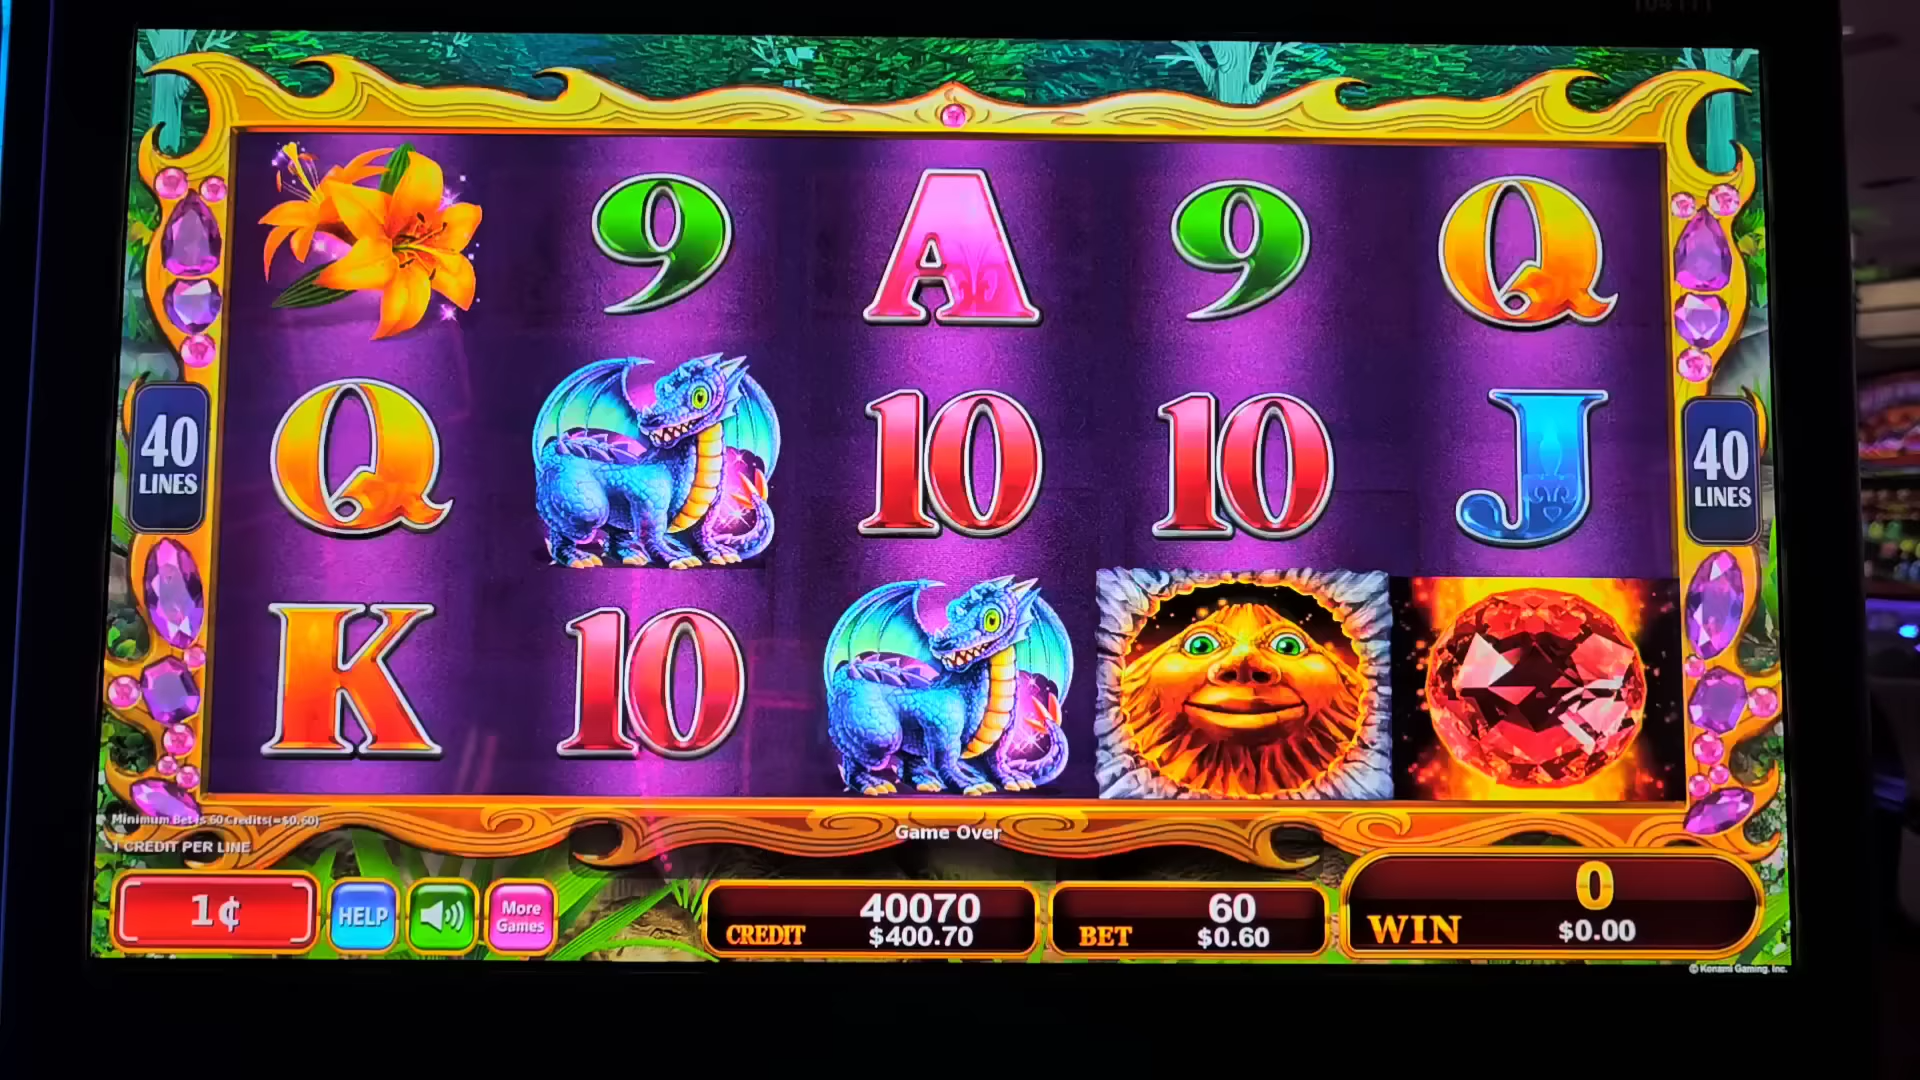 9 A 9 Q
Q 10 10 J
K 10
40
LINES
40
LINES
Minimum Bet is 60 Credits(=$0.60)
1 CREDIT PER LINE
Game Over
1¢
HELP
More
Games
CREDIT
40070
$400.70
BET
60
$0.60
WIN
0
$0.00
© Konami Gaming, Inc.